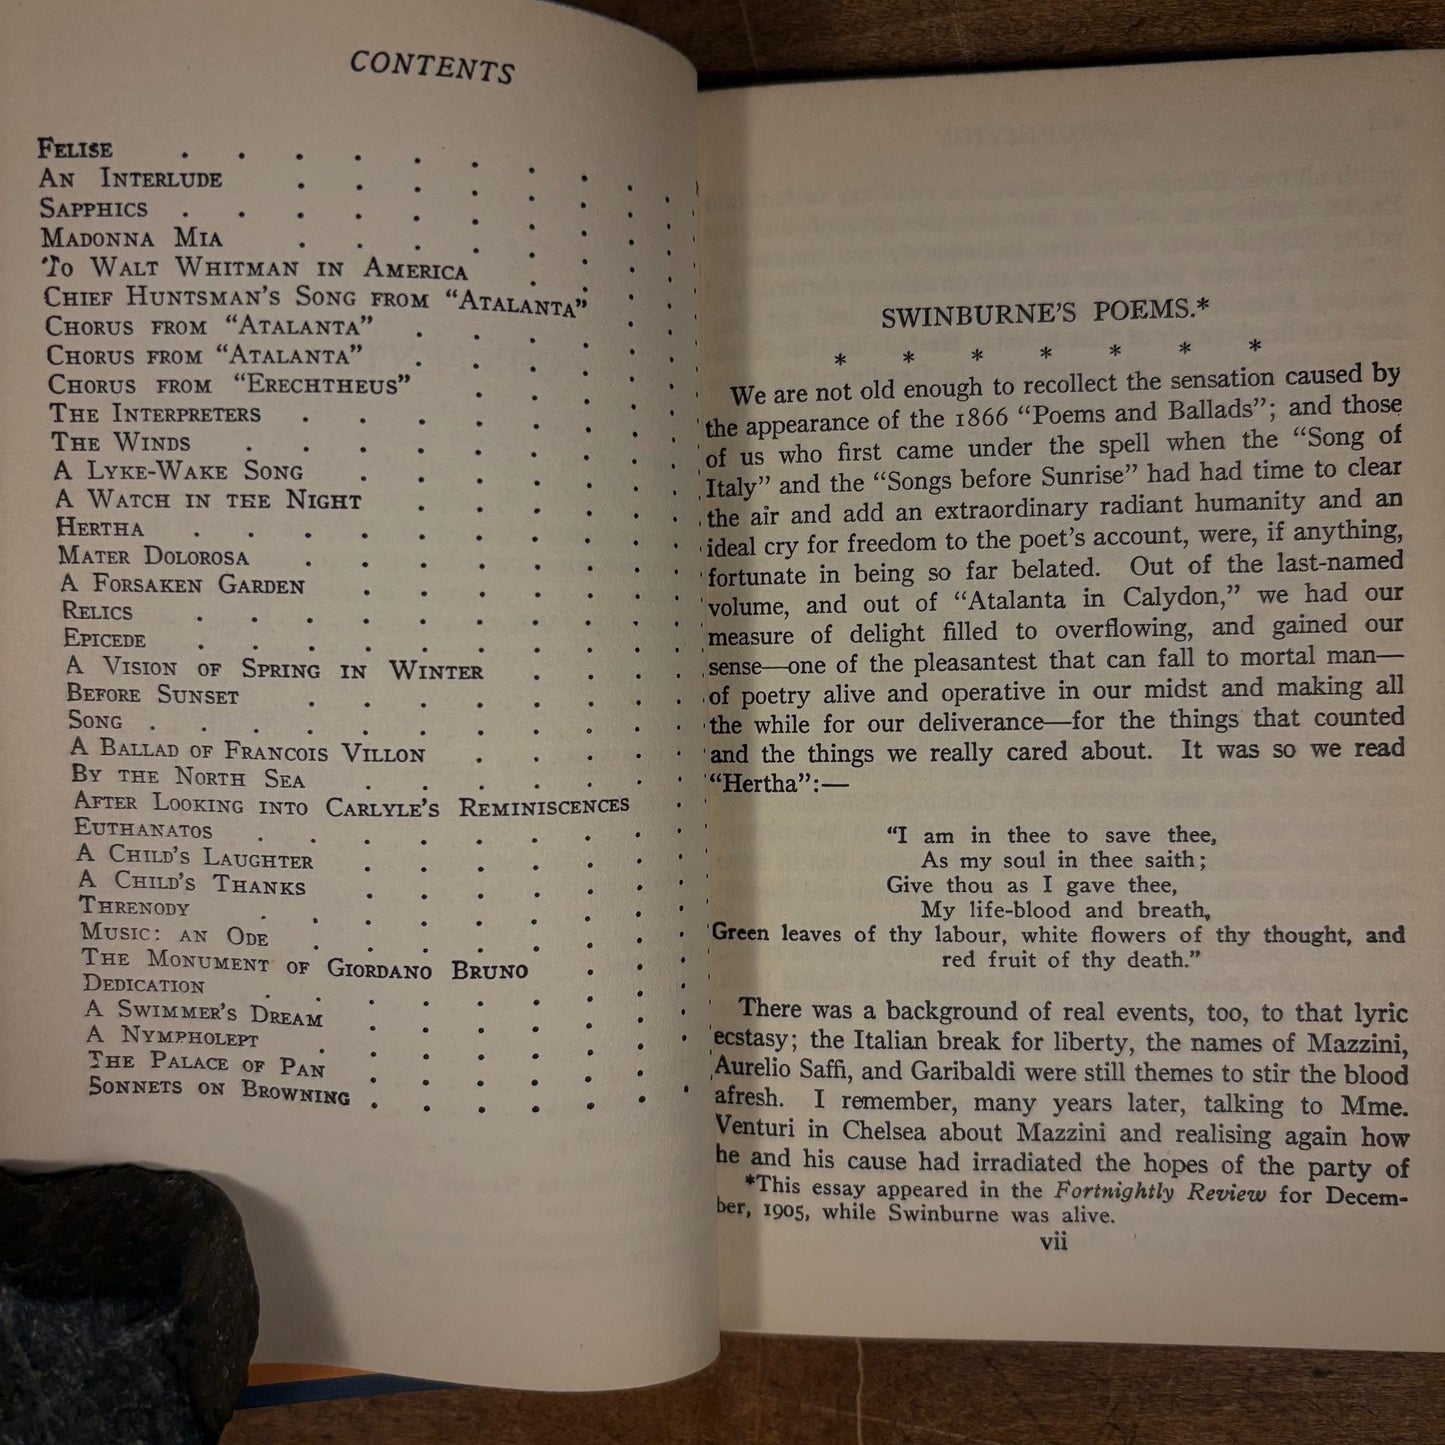 CONTENTS
FELISE
AN INTERLUDE
SAPPHICS
MADONNA MIA
TO WALT WHITMAN IN AMERICA
CHIEF HUNTSMAN'S SONG FROM "ATALANTA"
CHORUS FROM "ATALANTA"
CHORUS FROM "ATALANTA"
CHORUS FROM "ERECHTHEUS"
THE INTERPRETERS
THE WINDS
A LYKE-WAKE SONG
A WATCH IN THE NIGHT
HERTHA
MATER DOLOROSA
A FORSAKEN GARDEN
RELICS
EPICEDE
A VISION OF SPRING IN WINTER
BEFORE SUNSET
SONG
A BALLAD OF FRANCOIS VILLON
BY THE NORTH SEA
AFTER LOOKING INTO CARLYLE'S REMINISCENCES
EUTHANATOS
A CHILD'S LAUGHTER
A CHILD'S THANKS
THRENODY
MUSIC: AN ODE
THE MONUMENT OF GIORDANO BRUNO
DEDICATION
A SWIMMER'S DREAM
A NYMPHOLEPT
THE PALACE OF PAN
SONNETS ON BROWNING
SWINBURNE'S POEMS.*
* * * * * * *
We are not old enough to recollect the sensation caused by
the appearance of the 1866 "Poems and Ballads"; and those
of us who first came under the spell when the "Song of
Italy" and the "Songs before Sunrise" had had time to clear
the air and add an extraordinary radiant humanity and an
ideal cry for freedom to the poet's account, were, if anything,
fortunate in being so far belated. Out of the last-named
volume, and out of "Atalanta in Calydon," we had our
measure of delight filled to overflowing, and gained our
sense—one of the pleasantest that can fall to mortal man—
of poetry alive and operative in our midst and making all
the while for our deliverance—for the things that counted
and the things we really cared about. It was so we read
"Hertha":—
"I am in thee to save thee,
As my soul in thee saith;
Give thou as I gave thee,
My life-blood and breath,
Green leaves of thy labour, white flowers of thy thought, and
red fruit of thy death."
There was a background of real events, too, to that lyric
ecstasy; the Italian break for liberty, the names of Mazzini,
Aurelio Saffi, and Garibaldi were still themes to stir the blood
afresh. I remember, many years later, talking to Mme.
Venturi in Chelsea about Mazzini and realising again how
he and his cause had irradiated the hopes of the party of
*This essay appeared in the Fortnightly Review for Decem-
ber, 1905, while Swinburne was alive.
vii